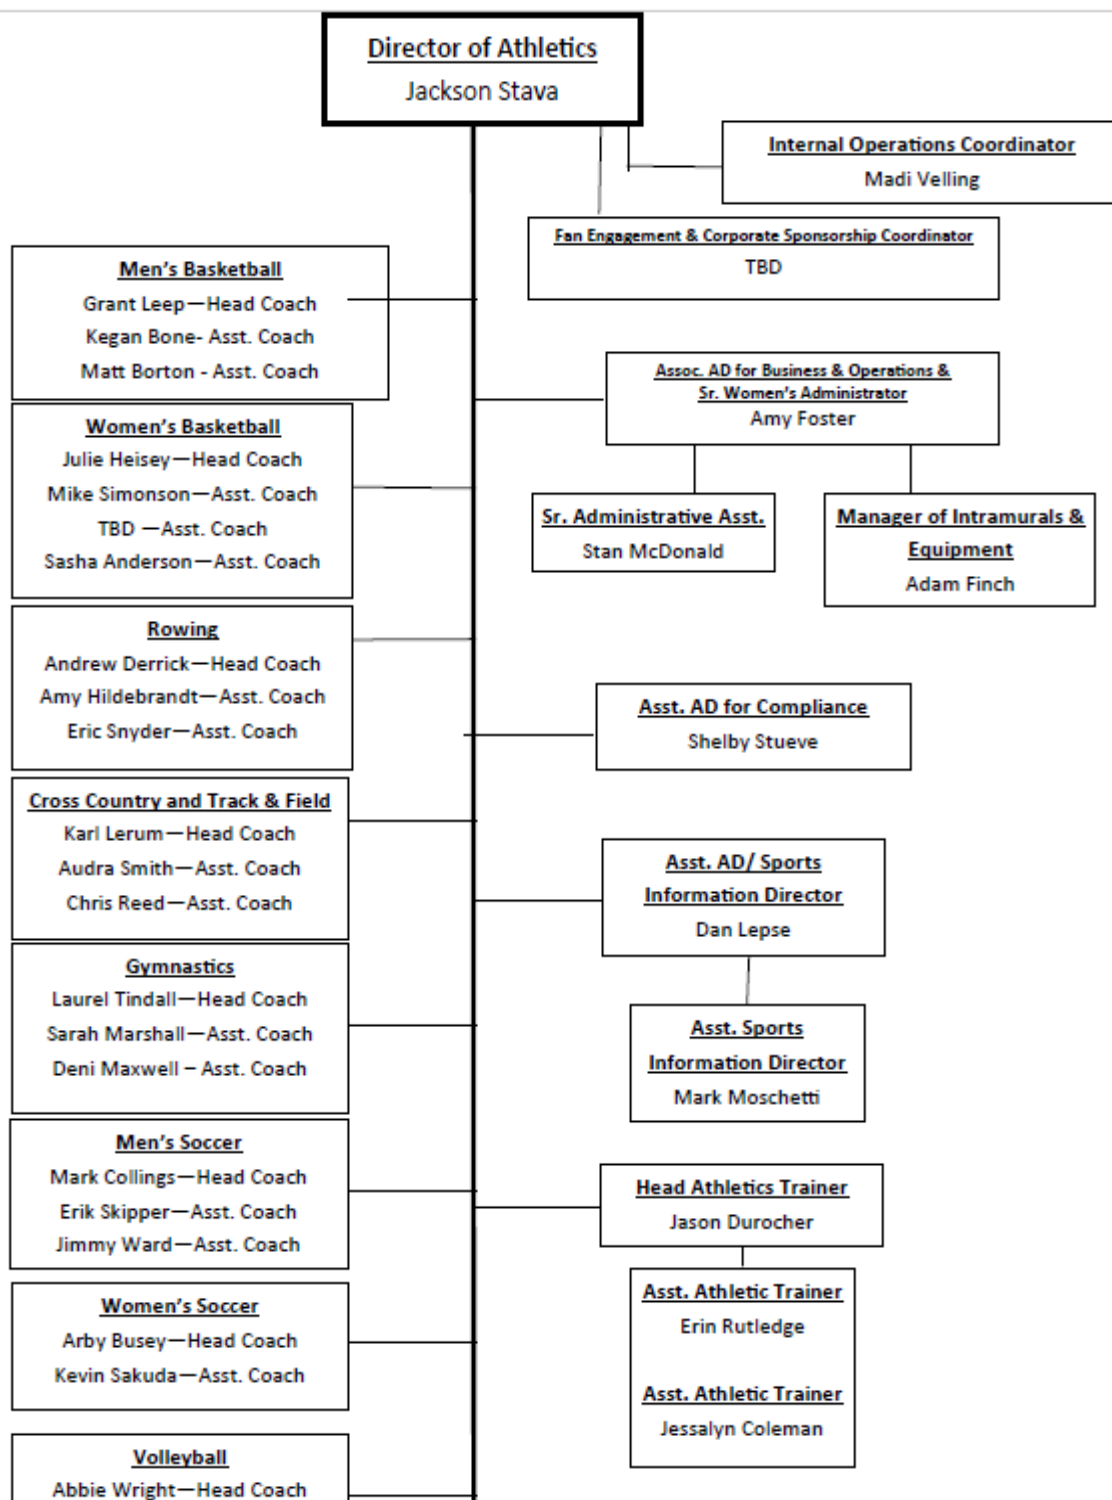 Director of Athletics
Jackson Stava
Internal Operations Coordinator
Madi Velling
Fan Engagement & Corporate Sponsorship Coordinator
TBD
Men's Basketball
Grant Leep—Head Coach
Kegan Bone- Asst. Coach
Matt Borton - Asst. Coach
Assoc. AD for Business & Operations &
Sr. Women's Administrator
Amy Foster
Women's Basketball
Julie Heisey—Head Coach
Mike Simonson—Asst. Coach
TBD —Asst. Coach
Sasha Anderson—Asst. Coach
Sr. Administrative Asst.
Stan McDonald
Manager of Intramurals &
Equipment
Adam Finch
Rowing
Andrew Derrick—Head Coach
Amy Hildebrandt—Asst. Coach
Eric Snyder—Asst. Coach
Asst. AD for Compliance
Shelby Stueve
Cross Country and Track & Field
Karl Lerum—Head Coach
Audra Smith—Asst. Coach
Chris Reed—Asst. Coach
Asst. AD/ Sports
Information Director
Dan Lepse
Gymnastics
Laurel Tindall—Head Coach
Sarah Marshall—Asst. Coach
Deni Maxwell – Asst. Coach
Asst. Sports
Information Director
Mark Moschetti
Men's Soccer
Mark Collings—Head Coach
Erik Skipper—Asst. Coach
Jimmy Ward—Asst. Coach
Head Athletics Trainer
Jason Durocher
Women's Soccer
Arby Busey—Head Coach
Kevin Sakuda—Asst. Coach
Asst. Athletic Trainer
Erin Rutledge
Asst. Athletic Trainer
Jessalyn Coleman
Volleyball
Abbie Wright—Head Coach